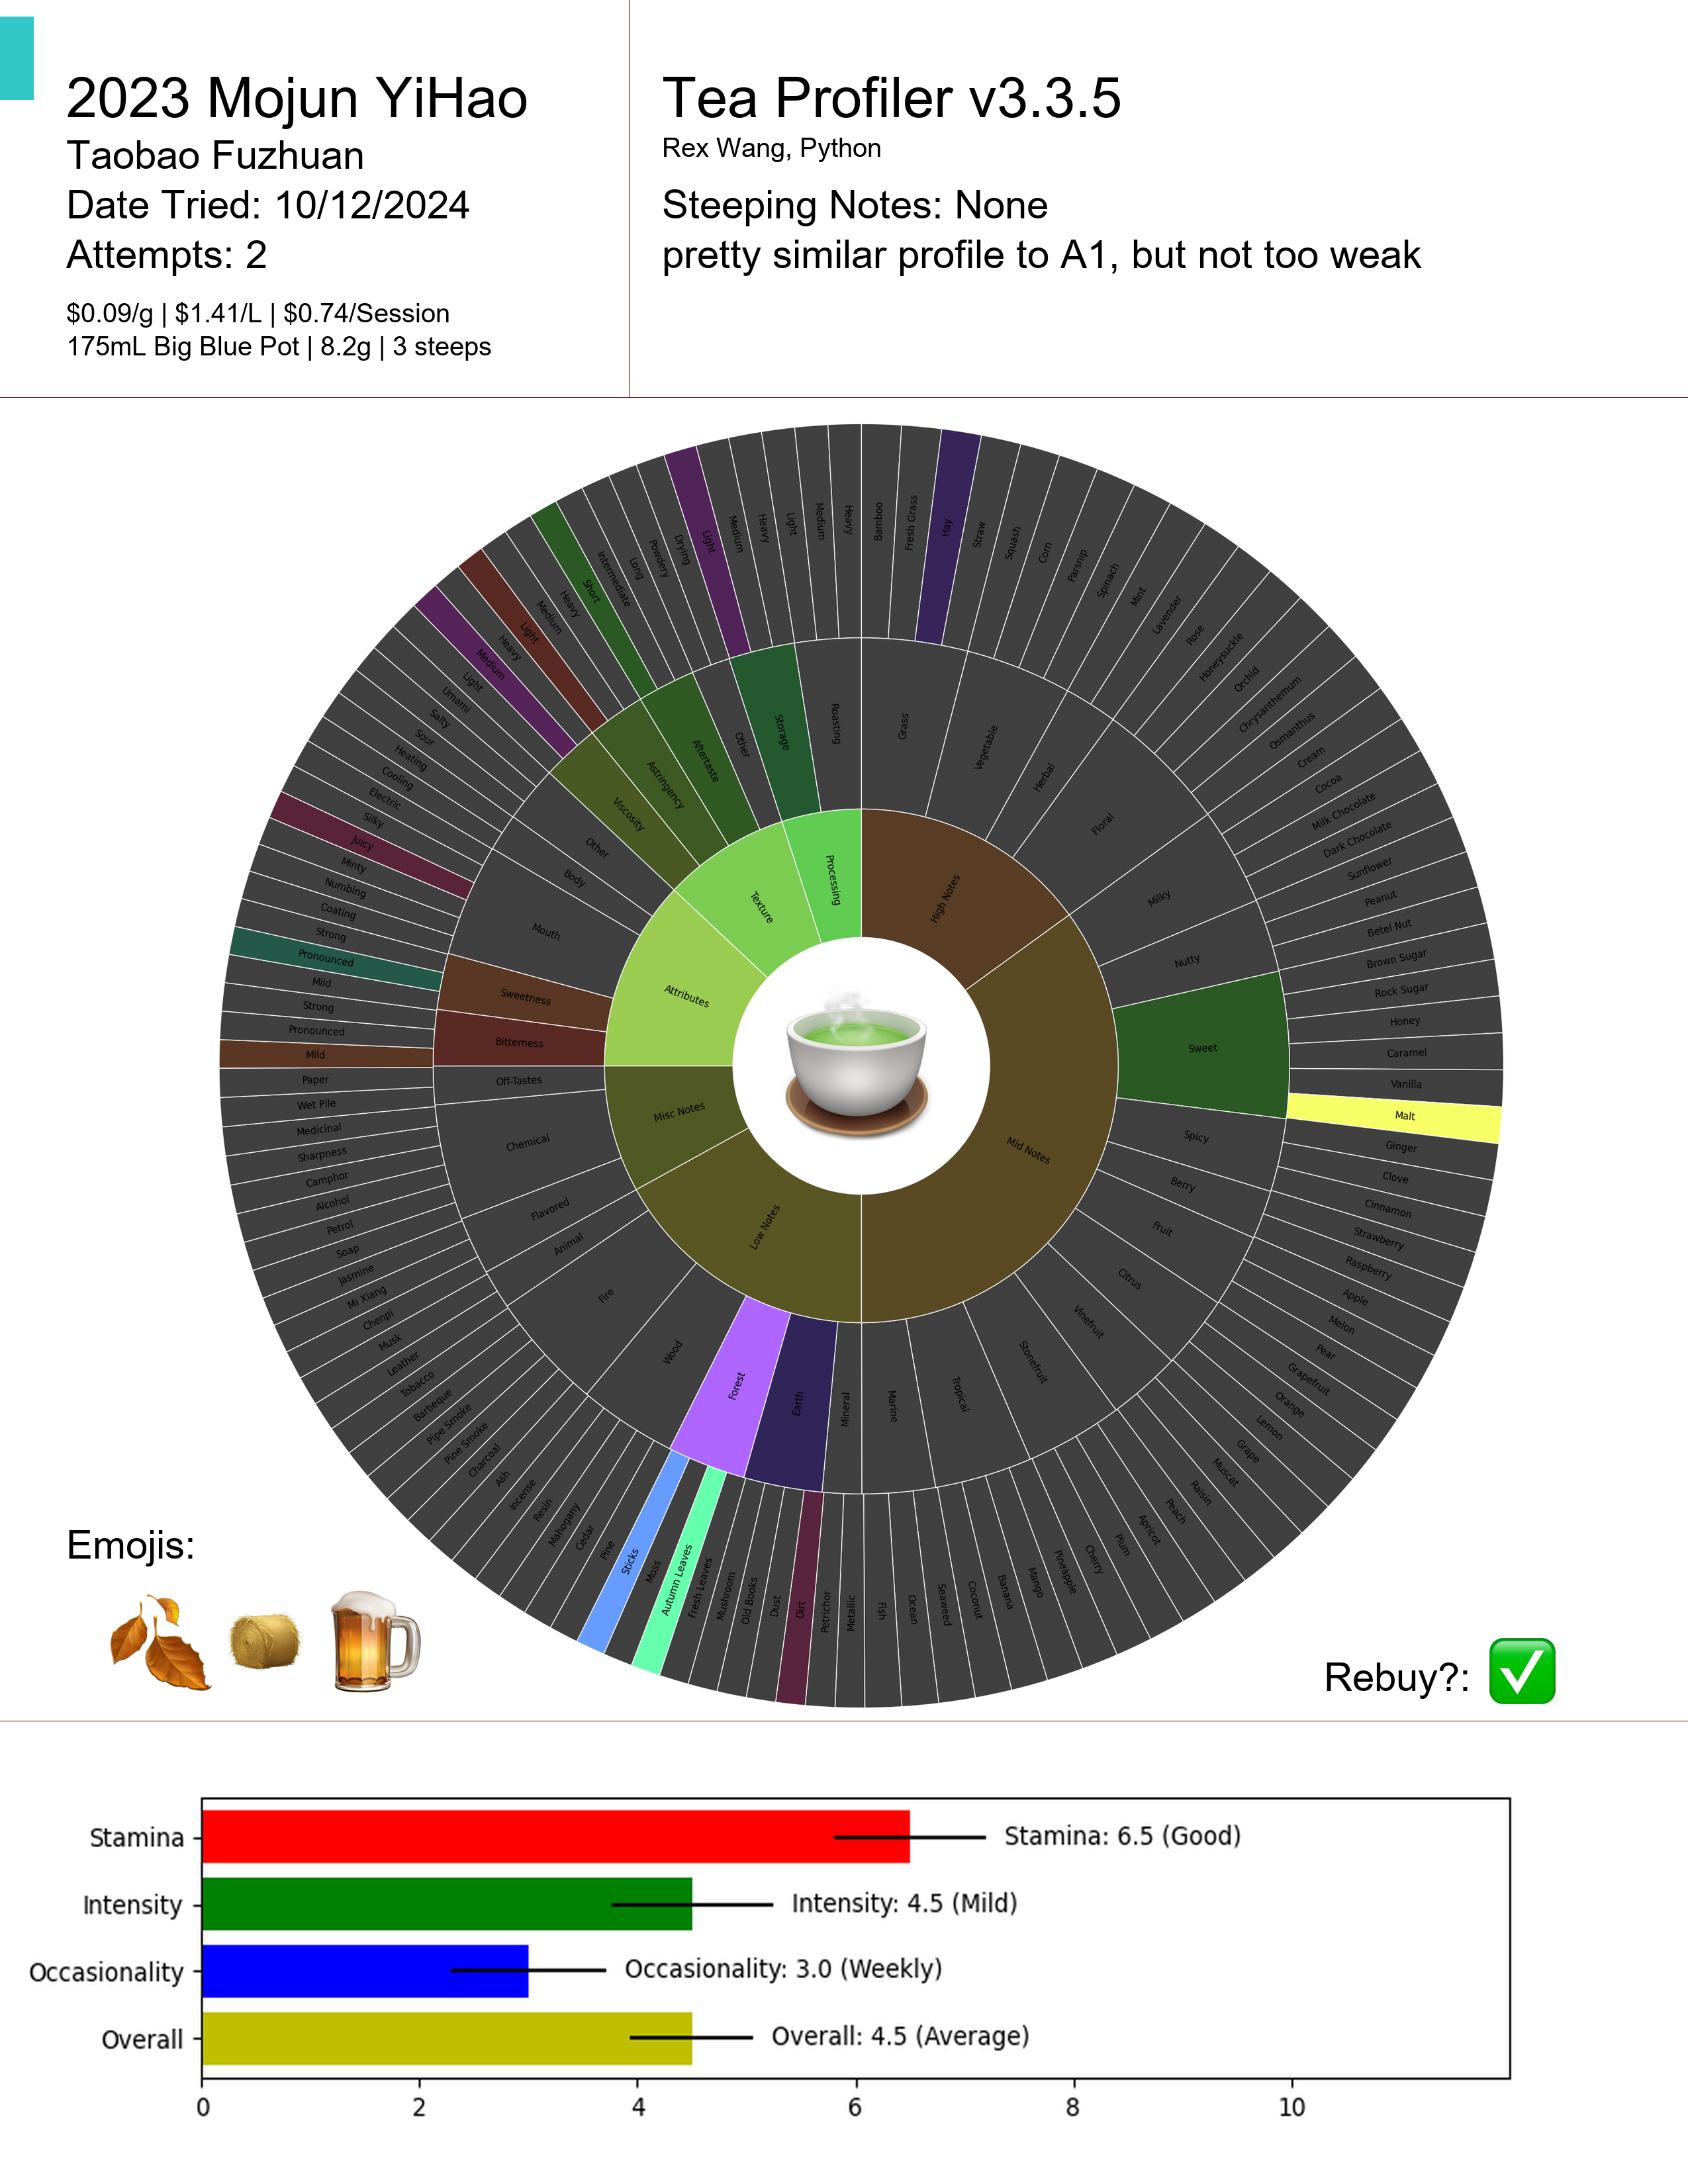 2023 Mojun YiHao
Taobao Fuzhuan
Date Tried: 10/12/2024
Attempts: 2
$0.09/g | $1.41/L | $0.74/Session
175mL Big Blue Pot | 8.2g | 3 steeps
Tea Profiler v3.3.5
Rex Wang, Python
Steeping Notes: None
pretty similar profile to A1, but not too weak
High Notes
Mid Notes
Low Notes
Misc Notes
Attributes
Texture
Processing
Grass
Vegetable
Herbal
Floral
Milky
Nutty
Sweet
Spicy
Berry
Fruit
Citrus
Vinefruit
Stonefruit
Tropical
Marine
Mineral
Earth
Forest
Wood
Fire
Animal
Flavored
Chemical
Off-Tastes
Bitterness
Sweetness
Mouth
Body
Other
Viscosity
Astringency
Aftertaste
Other
Storage
Roasting
Bamboo
Fresh Grass
Hay
Straw
Squash
Corn
Parsnip
Spinach
Mint
Lavender
Rose
Honeysuckle
Orchid
Chrysanthemum
Osmanthus
Cream
Cocoa
Milk Chocolate
Dark Chocolate
Sunflower
Peanut
Betel Nut
Brown Sugar
Rock Sugar
Honey
Caramel
Vanilla
Malt
Ginger
Clove
Cinnamon
Strawberry
Raspberry
Apple
Melon
Pear
Grapefruit
Orange
Lemon
Grape
Muscat
Raisin
Peach
Apricot
Plum
Cherry
Pineapple
Mango
Banana
Coconut
Seaweed
Ocean
Fish
Metallic
Petrichor
Dirt
Dust
Old Books
Mushroom
Fresh Leaves
Autumn Leaves
Moss
Sticks
Pine
Cedar
Mahogany
Resin
Incense
Ash
Charcoal
Pine Smoke
Pipe Smoke
Barbeque
Tobacco
Leather
Musk
Chenpi
Mi Xiang
Jasmine
Soap
Petrol
Alcohol
Camphor
Sharpness
Medicinal
Wet Pile
Paper
Mild
Pronounced
Strong
Mild
Pronounced
Strong
Coating
Numbing
Minty
Juicy
Silky
Electric
Cooling
Heating
Sour
Salty
Umami
Light
Medium
Heavy
Light
Medium
Heavy
Short
Intermediate
Long
Powdery
Drying
Light
Medium
Heavy
Light
Medium
Heavy
Emojis:
Rebuy?:
Stamina
Stamina: 6.5 (Good)
Intensity
Intensity: 4.5 (Mild)
Occasionality
Occasionality: 3.0 (Weekly)
Overall
Overall: 4.5 (Average)
0 2 4 6 8 10